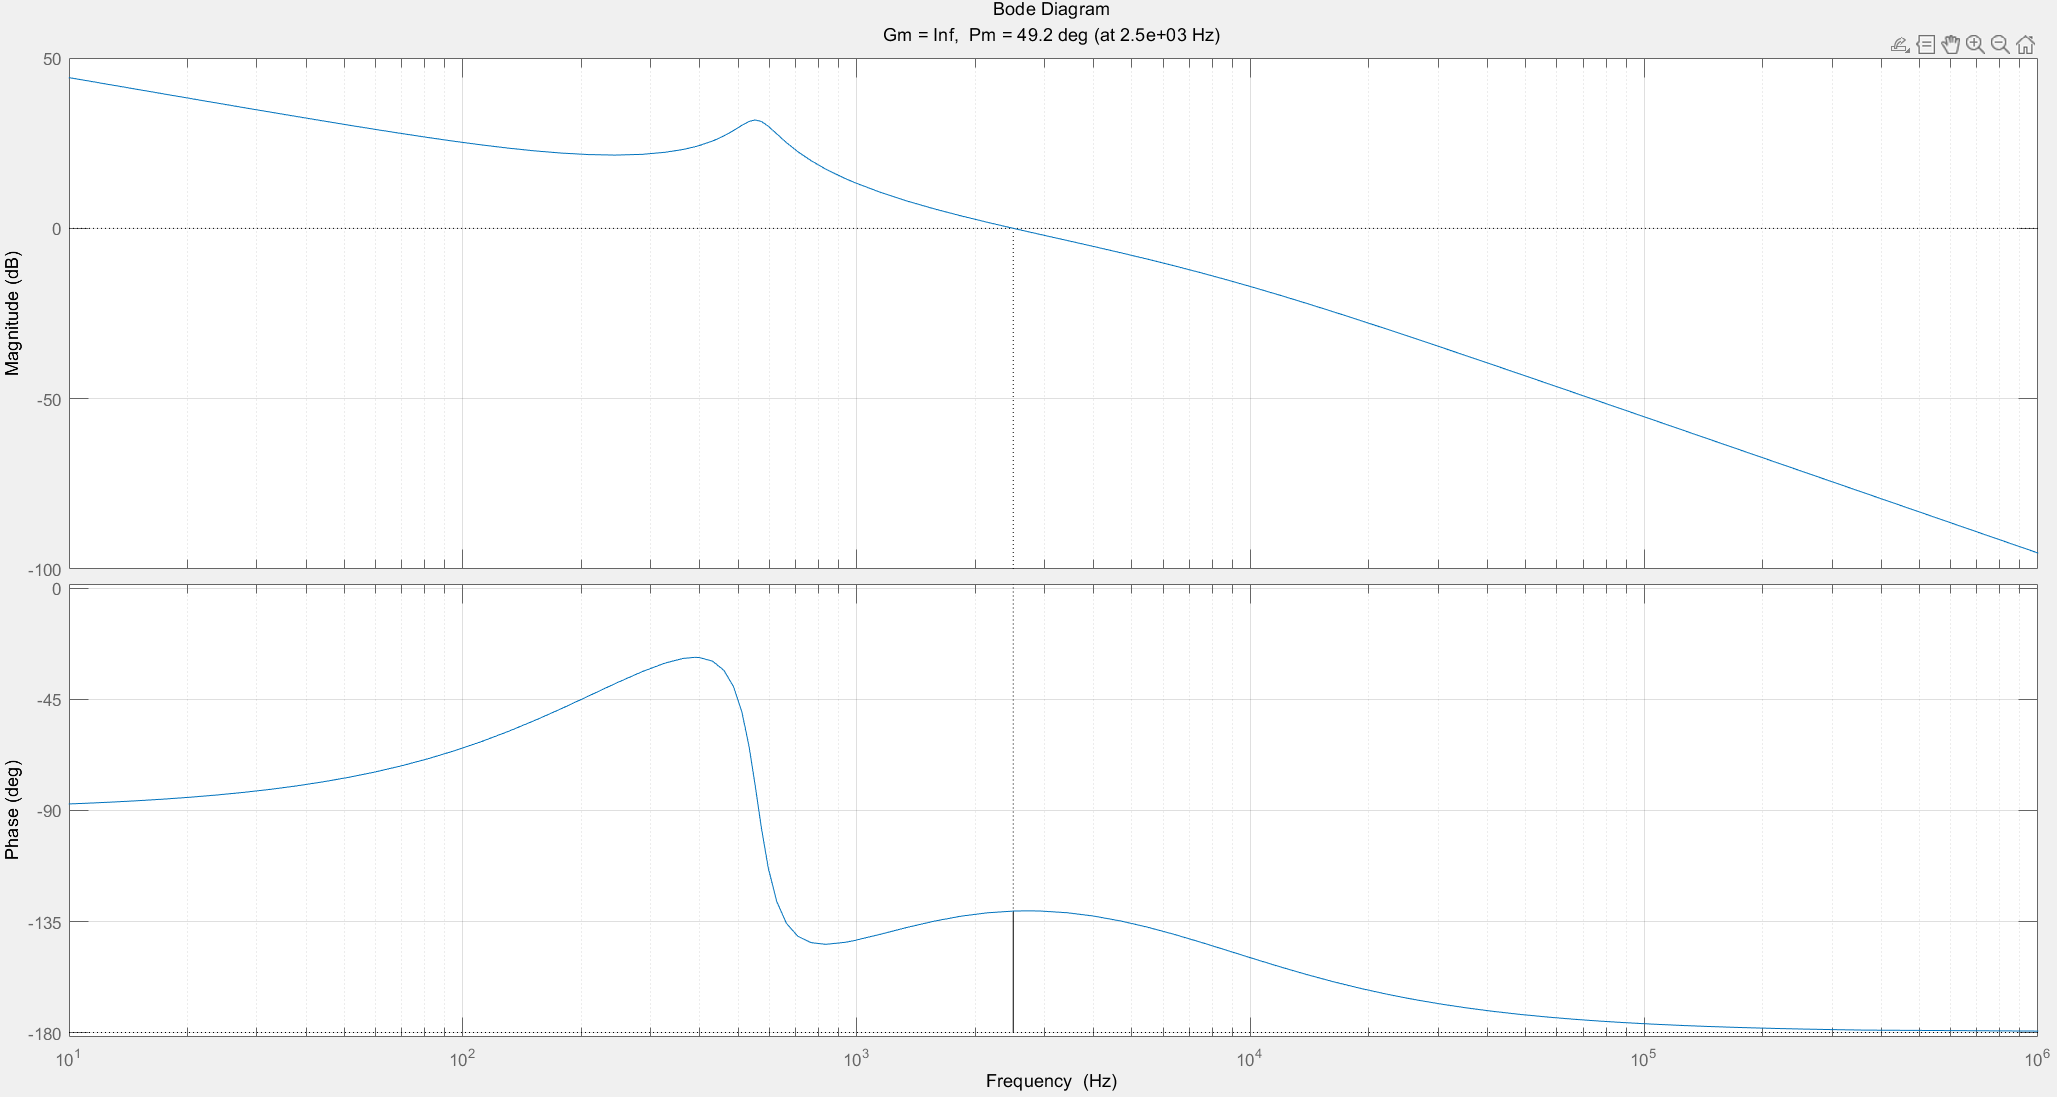 Bode Diagram
Gm = Inf,  Pm = 49.2 deg (at 2.5e+03 Hz)
Magnitude (dB)
50
0
-50
-100
Phase (deg)
0
-45
-90
-135
-180
10^1 10^2 10^3 10^4 10^5 10^6
Frequency  (Hz)